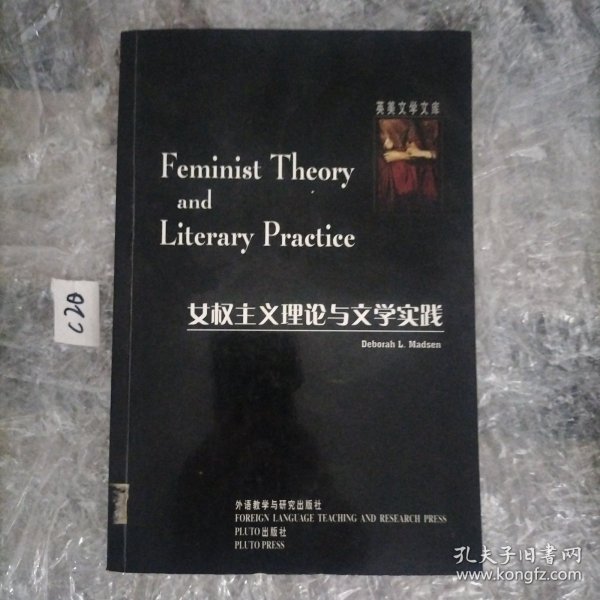 英美文学文库
Feminist Theory
and
Literary Practice
女权主义理论与文学实践
Deborah L. Madsen
C20
外语教学与研究出版社
FOREIGN LANGUAGE TEACHING AND RESEARCH PRESS
PLUTO出版社
PLUTO PRESS
孔夫子旧书网
www.kongfz.com